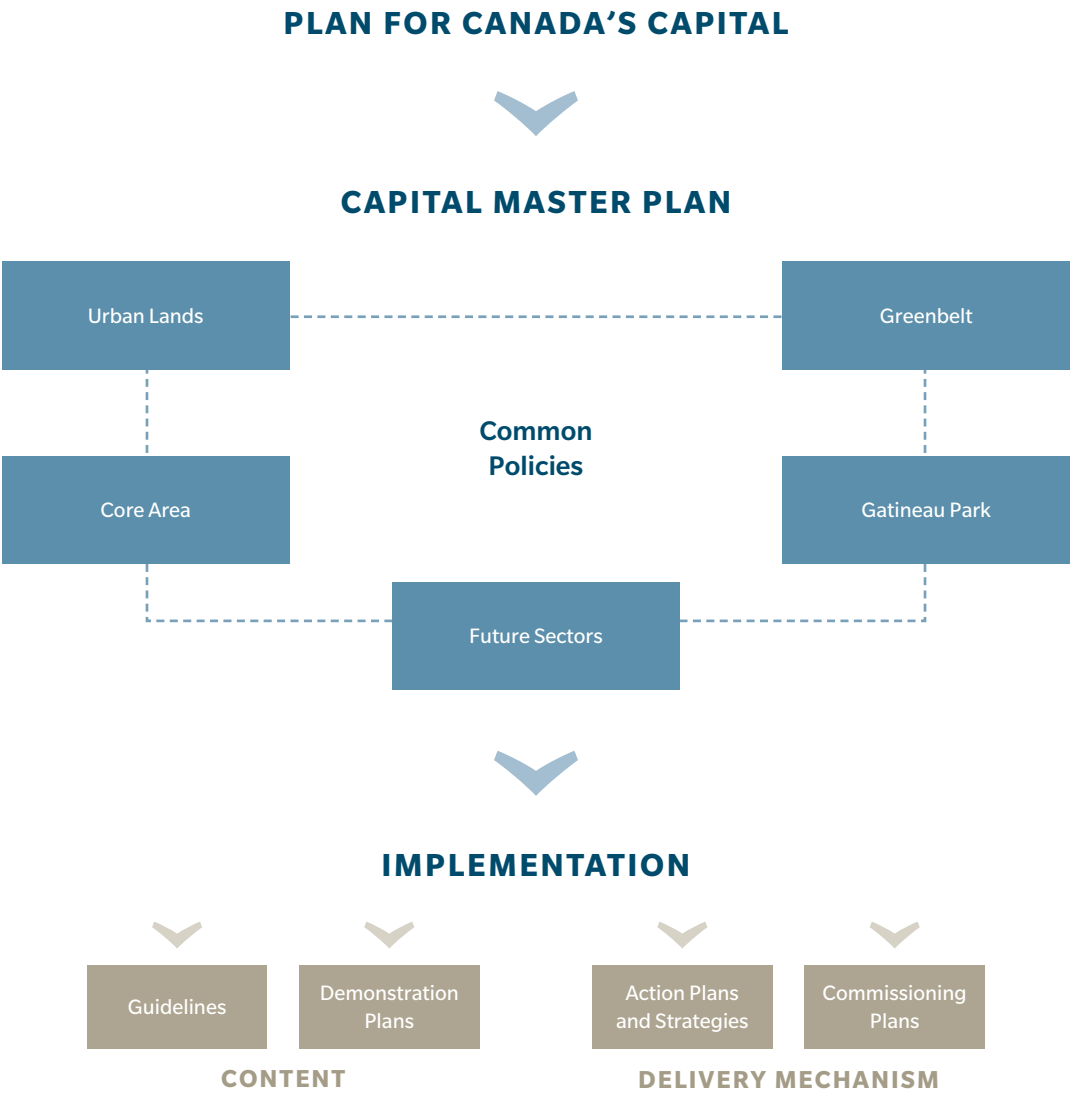 PLAN FOR CANADA’S CAPITAL
CAPITAL MASTER PLAN
Urban Lands
Greenbelt
Common
Policies
Core Area
Gatineau Park
Future Sectors
IMPLEMENTATION
Guidelines
Demonstration
Plans
Action Plans
and Strategies
Commissioning
Plans
CONTENT
DELIVERY MECHANISM